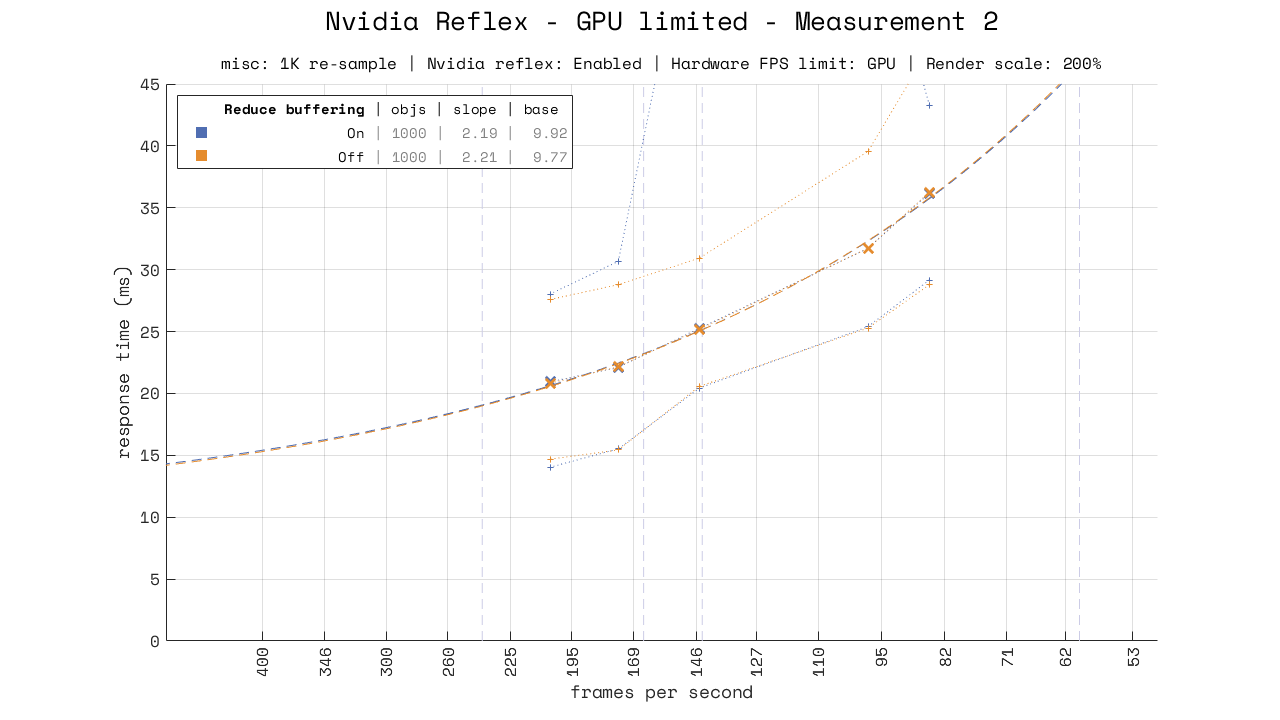 Nvidia Reflex - GPU limited - Measurement 2
misc: 1K re-sample | Nvidia reflex: Enabled | Hardware FPS limit: GPU | Render scale: 200%
Reduce buffering | objs | slope | base
On | 1000 | 2.19 | 9.92
Off | 1000 | 2.21 | 9.77
response time (ms)
45
40
35
30
25
20
15
10
5
0
400 346 300 260 225 195 169 146 127 110 95 82 71 62 53
frames per second